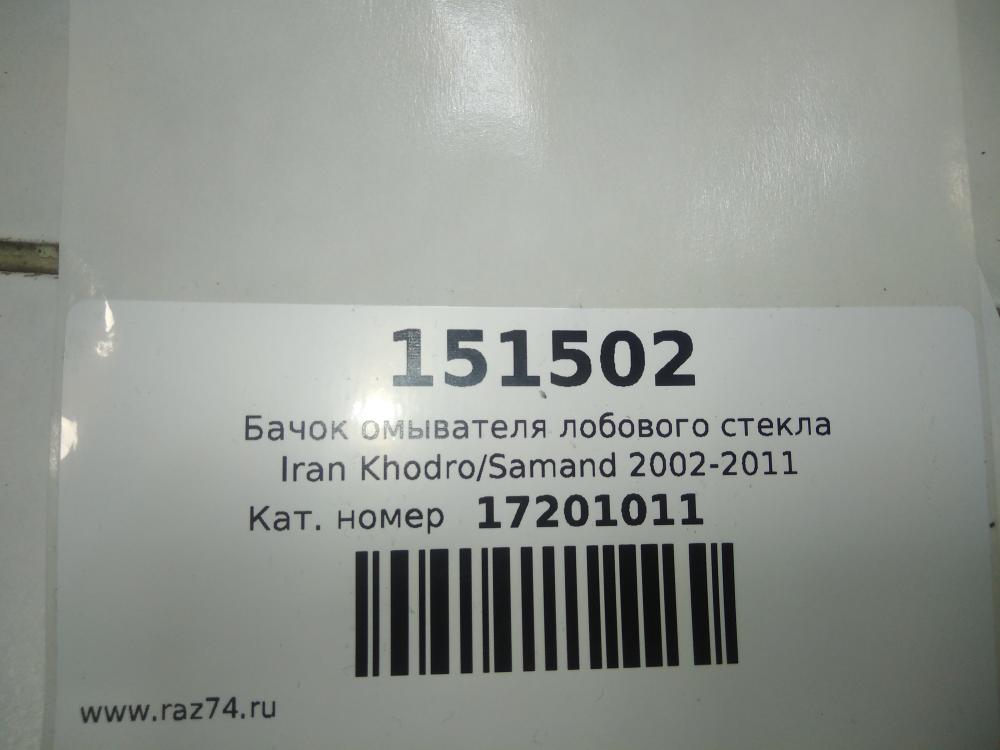 151502
Бачок омывателя лобового стекла
Iran Khodro/Samand 2002-2011
Кат. номер 17201011
www.raz74.ru